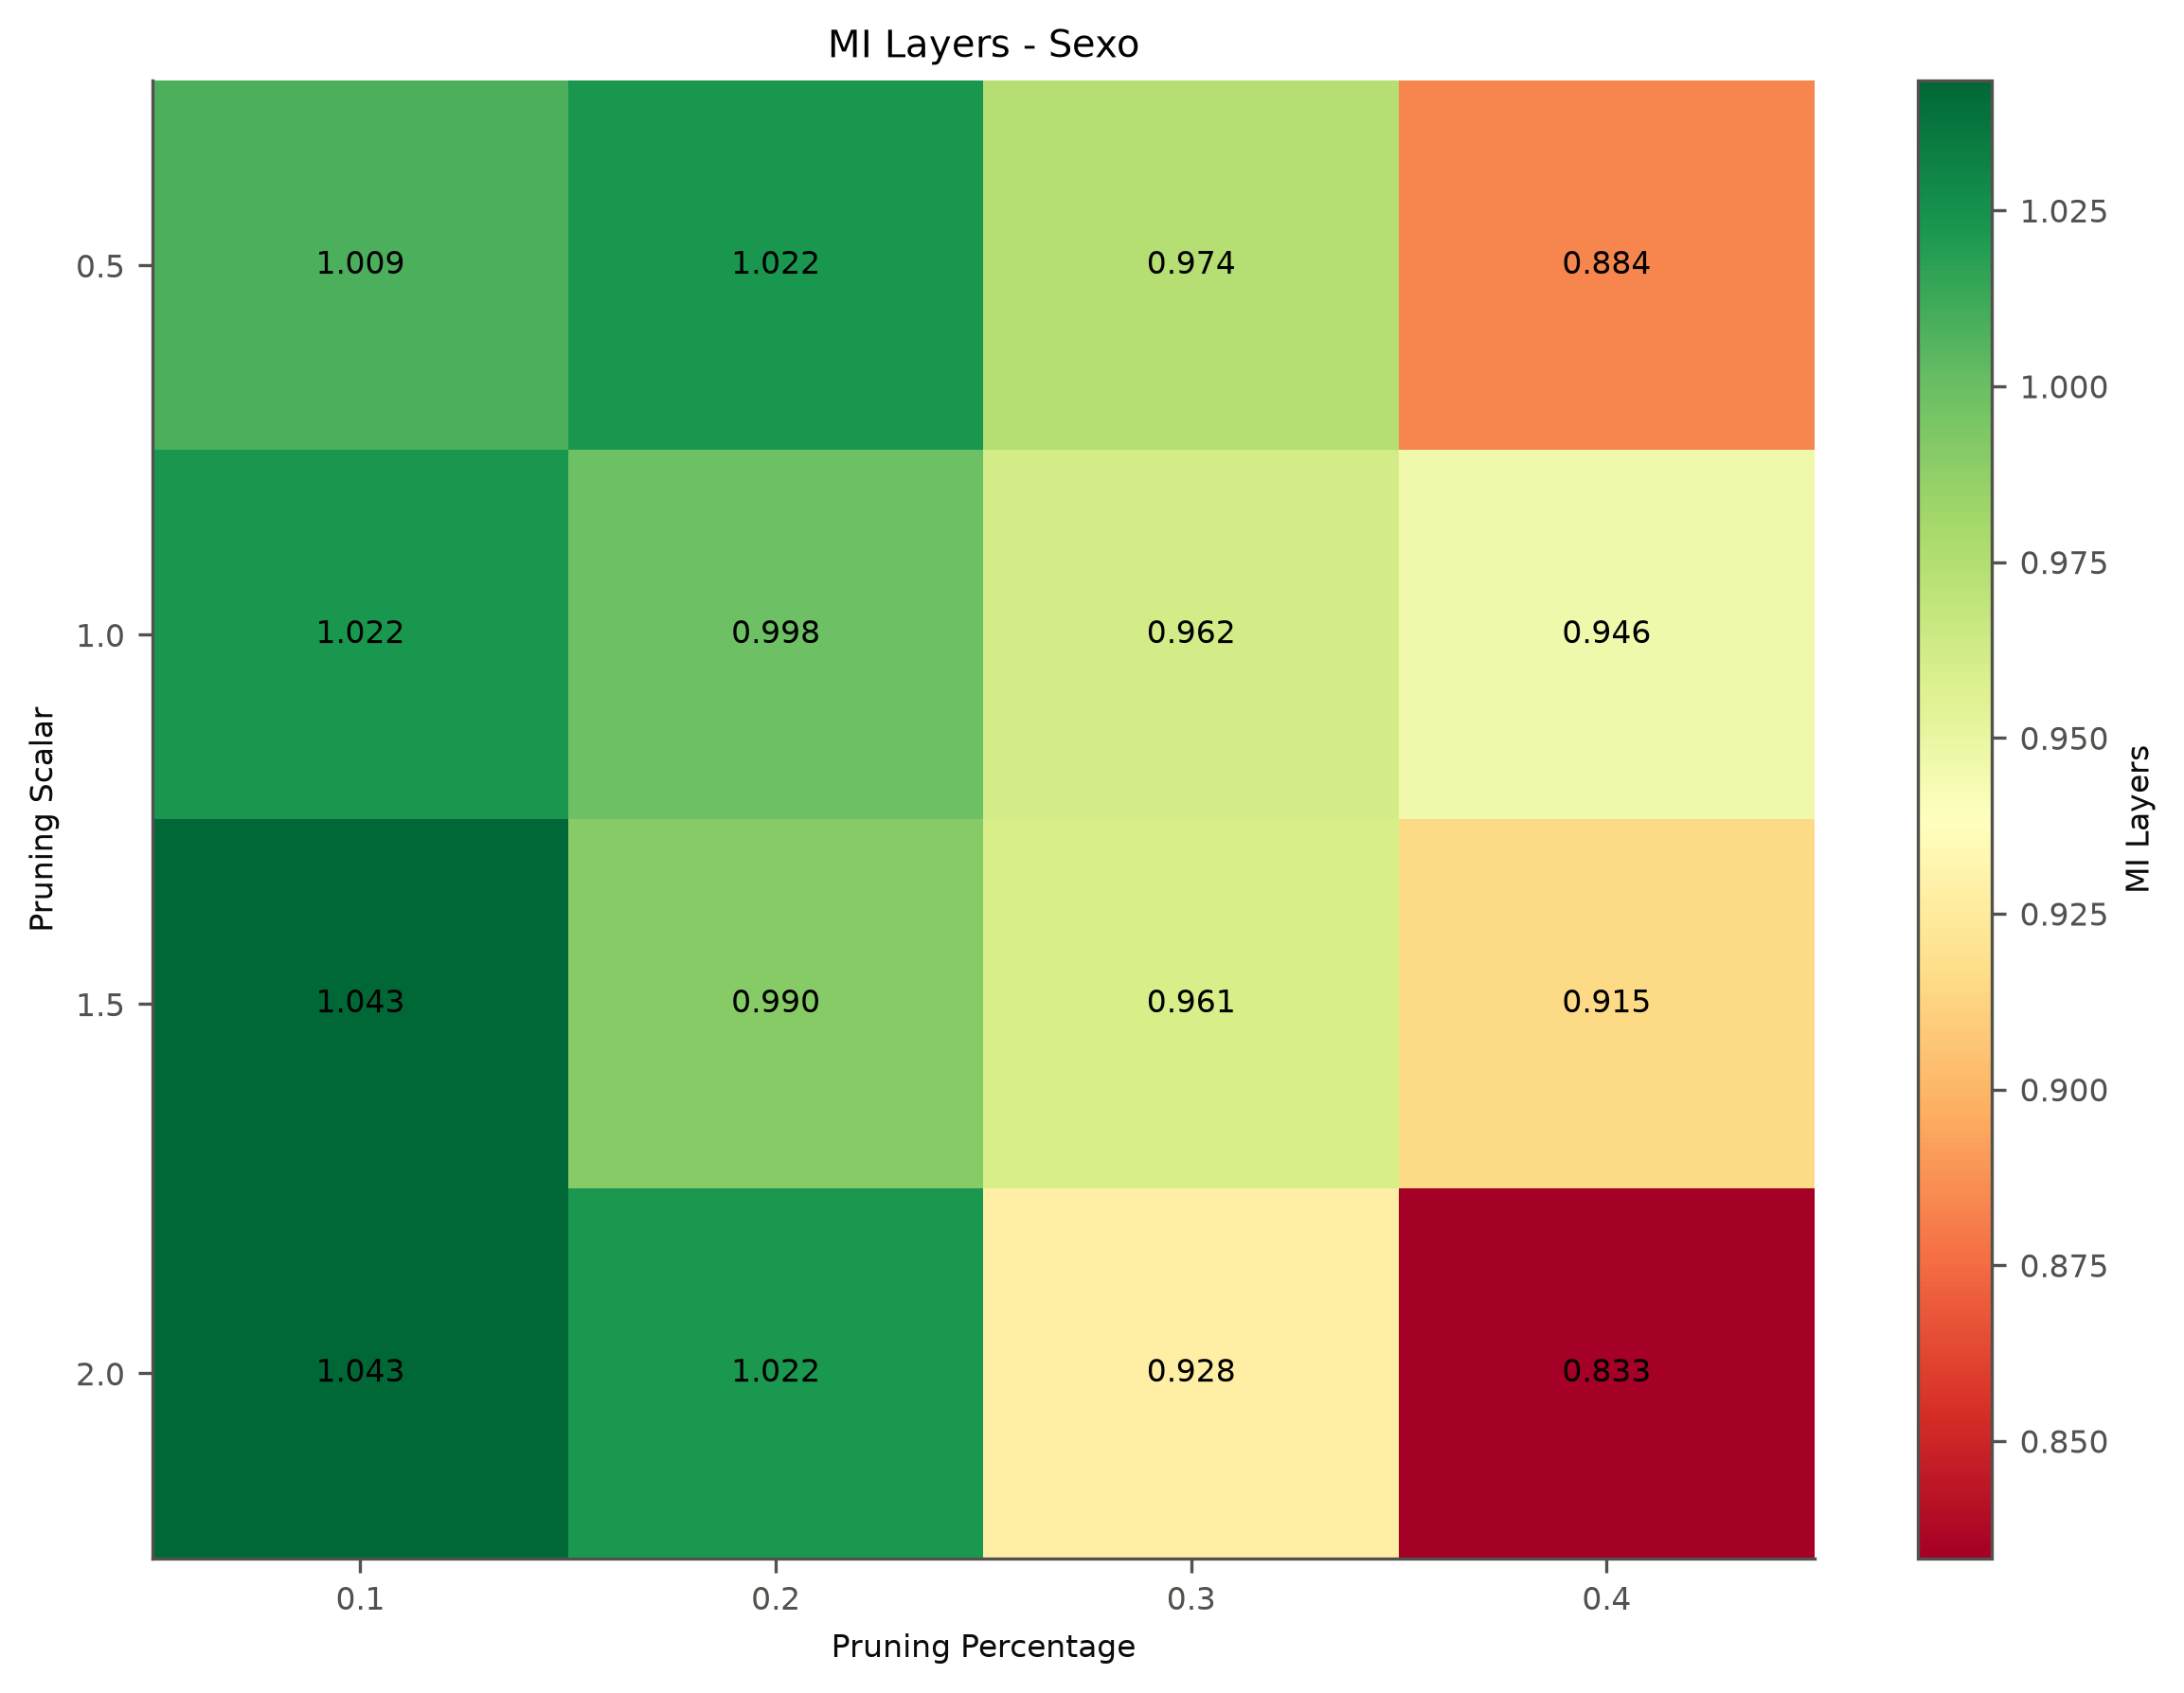 MI Layers - Sexo
1.009 1.022 0.974 0.884
1.022 0.998 0.962 0.946
1.043 0.990 0.961 0.915
1.043 1.022 0.928 0.833
0.5
1.0
1.5
2.0
Pruning Scalar
0.1 0.2 0.3 0.4
Pruning Percentage
1.025
1.000
0.975
0.950
0.925
0.900
0.875
0.850
MI Layers